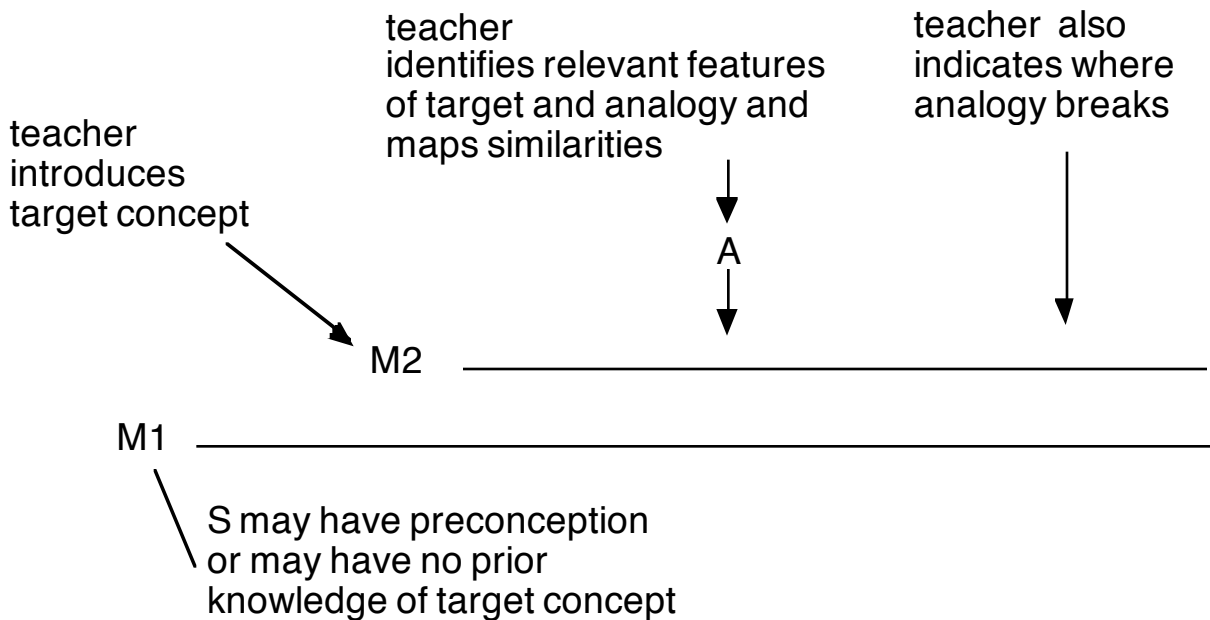 teacher
introduces
target concept
teacher
identifies relevant features
of target and analogy and
maps similarities
teacher also
indicates where
analogy breaks
A
M2
M1
S may have preconception
or may have no prior
knowledge of target concept